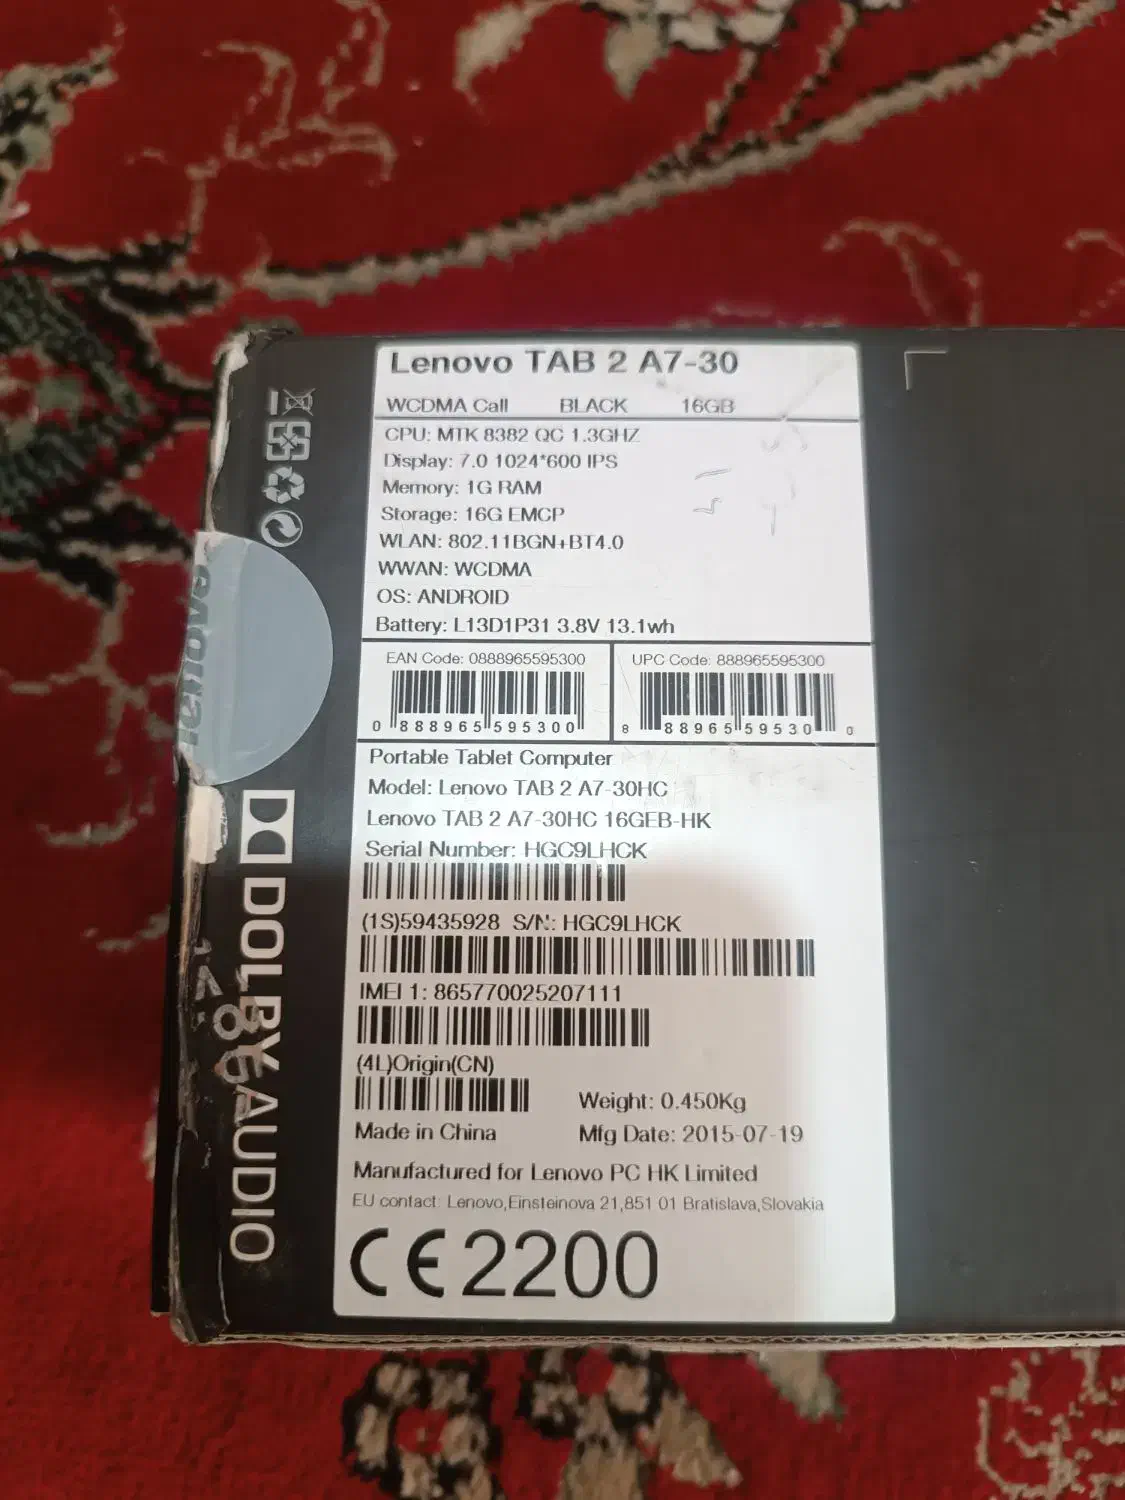 Lenovo TAB 2 A7-30
WCDMA Call BLACK 16GB
CPU: MTK 8382 QC 1.3GHZ
Display: 7.0 1024*600 IPS
Memory: 1G RAM
Storage: 16G EMCP
WLAN: 802.11BGN+BT4.0
WWAN: WCDMA
OS: ANDROID
Battery: L13D1P31 3.8V 13.1wh
EAN Code: 0888965595300
0 888965 595300
UPC Code: 888965595300
8 88965 59530 0
Portable Tablet Computer
Model: Lenovo TAB 2 A7-30HC
Lenovo TAB 2 A7-30HC 16GEB-HK
Serial Number: HGC9LHCK
(1S)59435928 S/N: HGC9LHCK
IMEI 1: 865770025207111
(4L)Origin(CN)
Weight: 0.450Kg
Made in China
Mfg Date: 2015-07-19
Manufactured for Lenovo PC HK Limited
EU contact: Lenovo,Einsteinova 21,851 01 Bratislava,Slovakia
CE2200
lenovo
DOLBY AUDIO